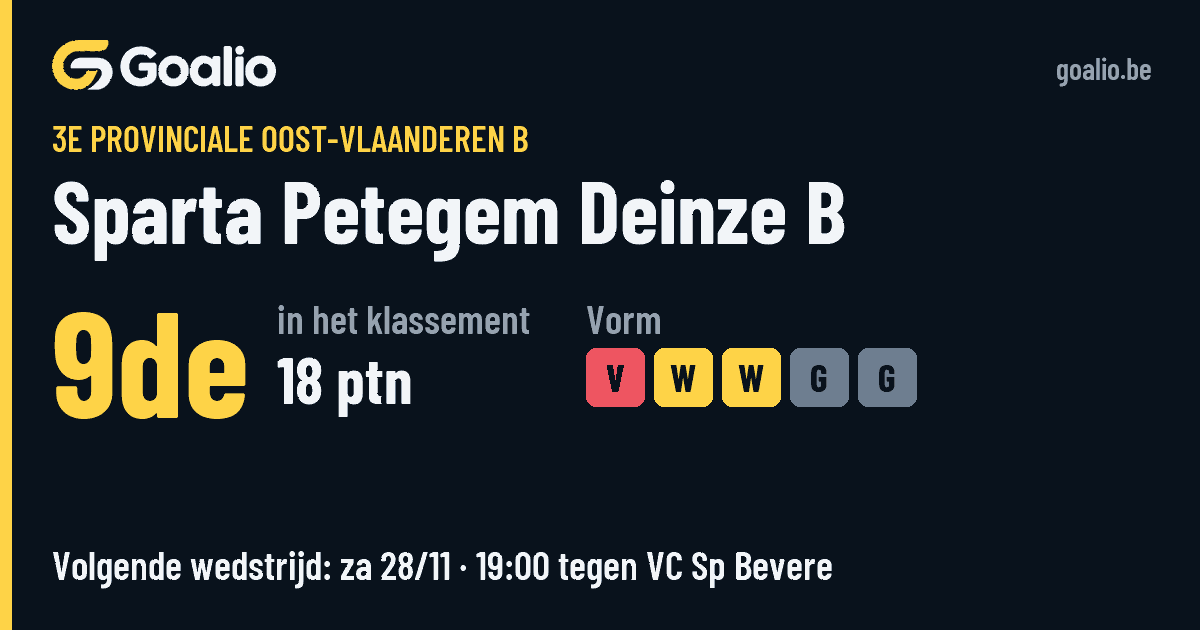 Goalio
goalio.be
3E PROVINCIALE OOST-VLAANDEREN B
Sparta Petegem Deinze B
9de
in het klassement
18 ptn
Vorm
V W W G G
Volgende wedstrijd: za 28/11 · 19:00 tegen VC Sp Bevere